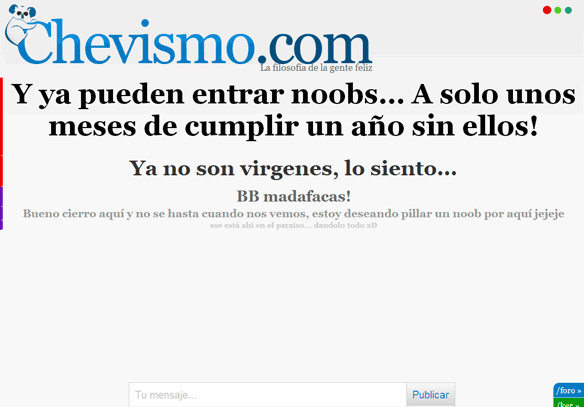 Chevismo.com
La filosofía de la gente feliz
Y ya pueden entrar noobs... A solo unos
meses de cumplir un año sin ellos!
Ya no son virgenes, lo siento...
BB madafacas!
Bueno cierro aquí y no se hasta cuando nos vemos, estoy deseando pillar un noob por aquí jejeje
ese está ahí en el paraiso... dandolo todo xD
Tu mensaje...
Publicar
/foro »